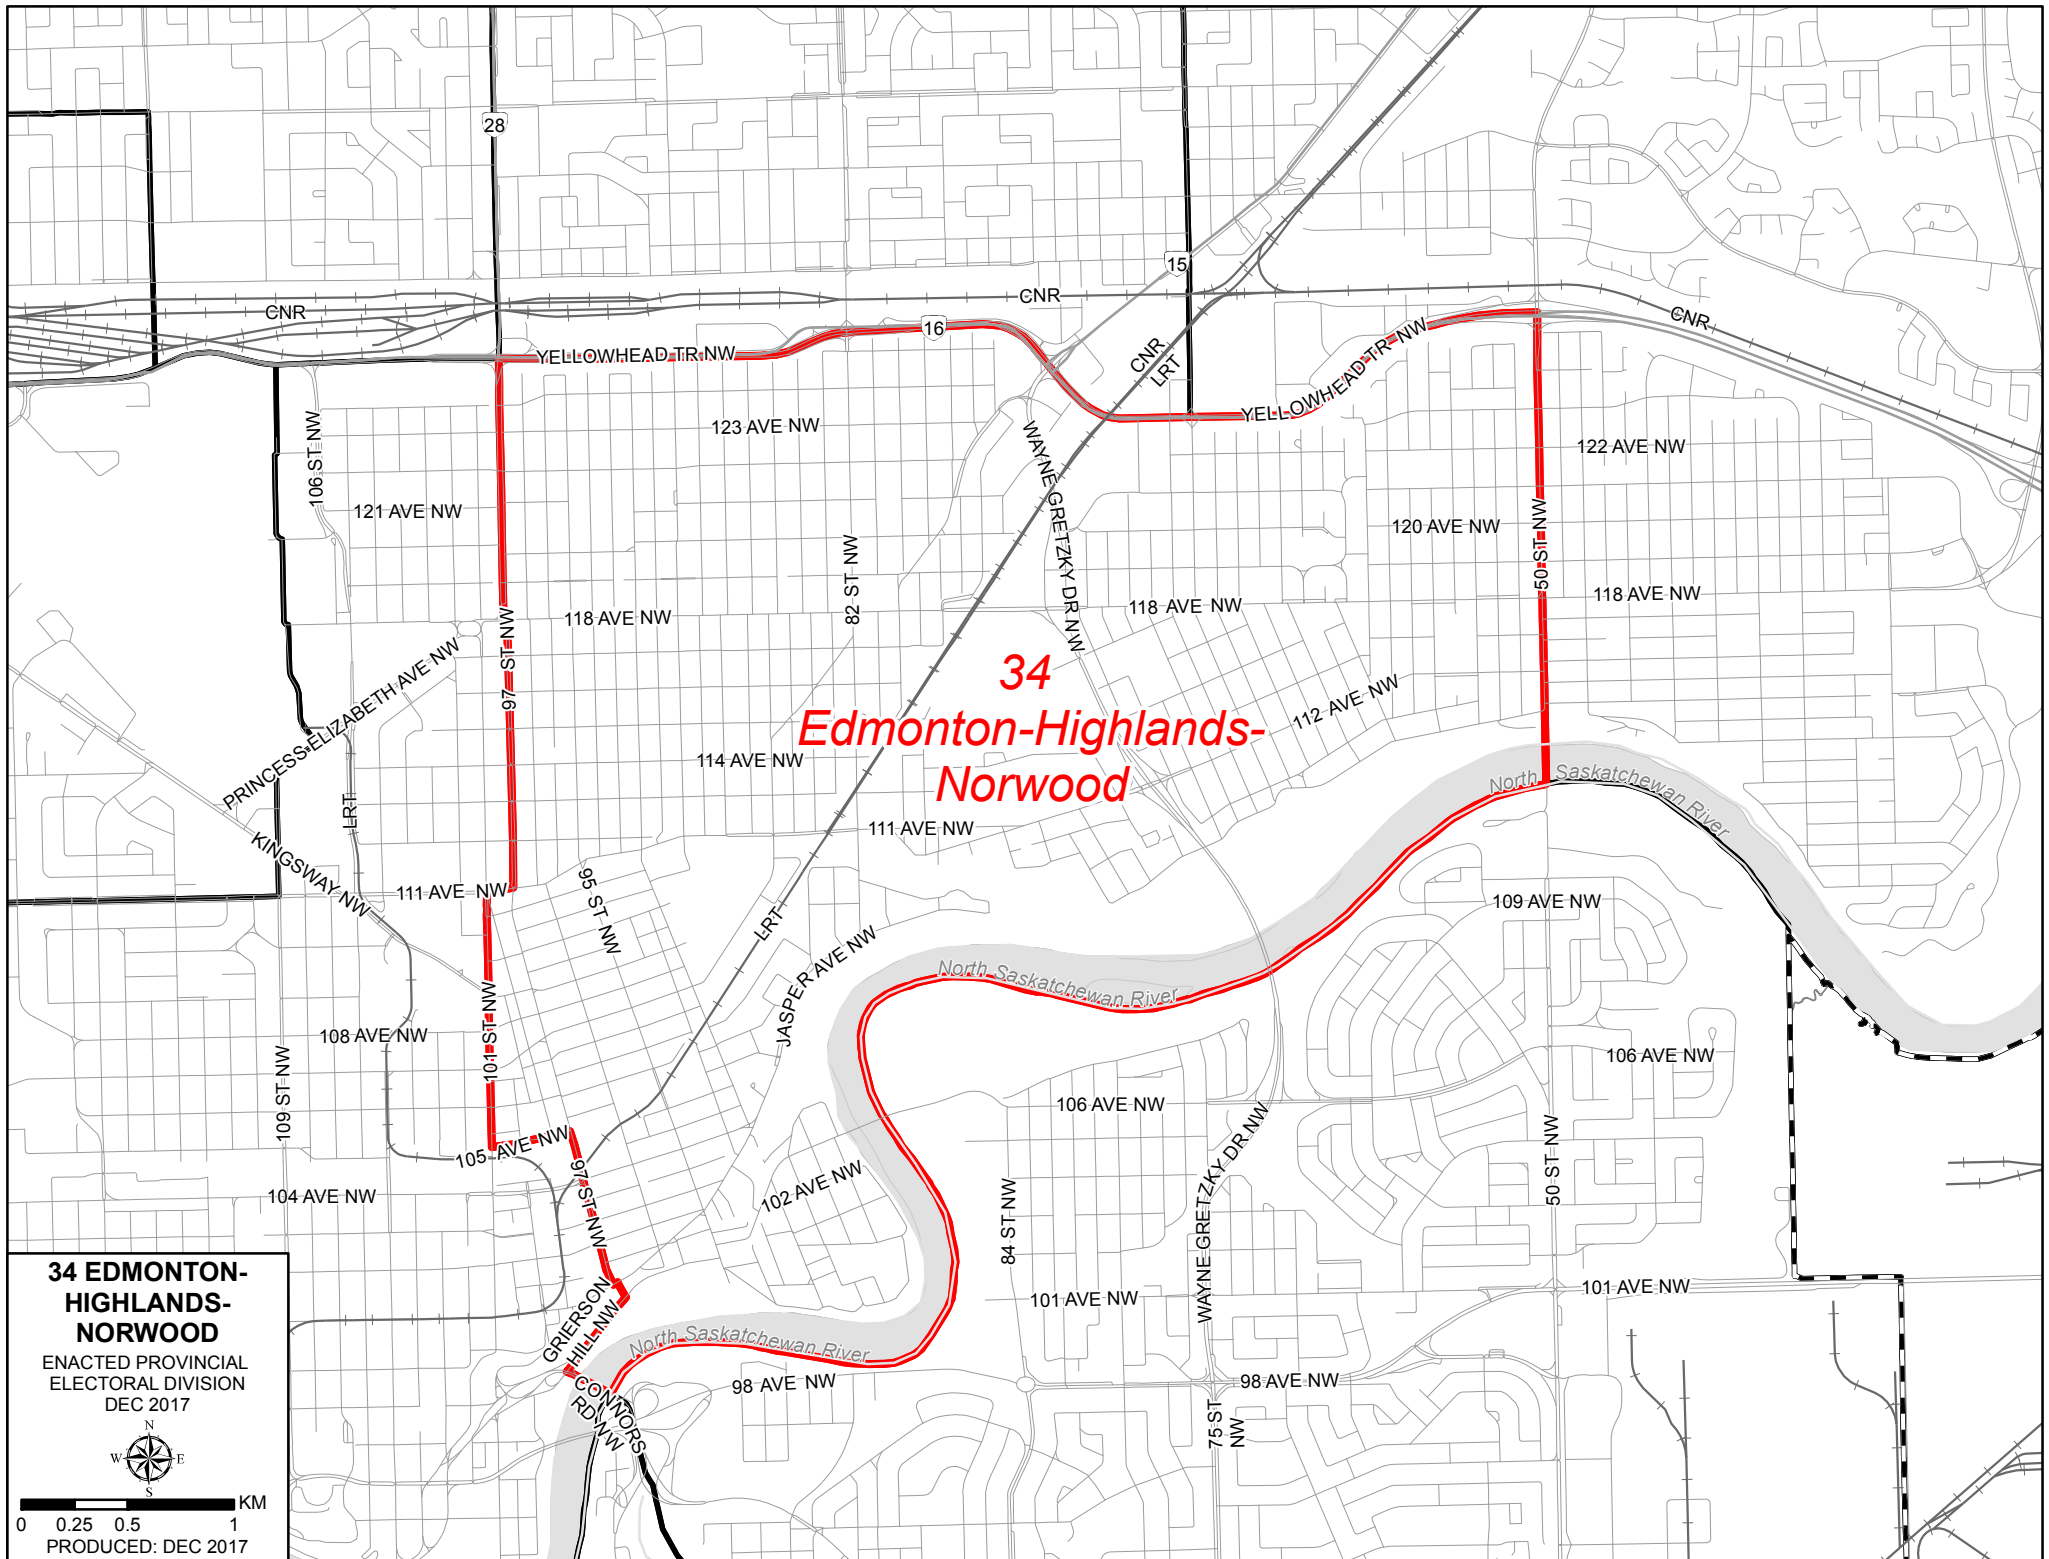 28
15
CNR
CNR
CNR
16
YELLOWHEAD TR NW
CNR
LRT
YELLOWHEAD TR NW
106 ST NW
123 AVE NW
WAYNE GRETZKY DR NW
122 AVE NW
121 AVE NW
120 AVE NW
50 ST NW
82 ST NW
118 AVE NW
118 AVE NW
118 AVE NW
97 ST NW
PRINCESS ELIZABETH AVE NW
34
Edmonton-Highlands-
Norwood
112 AVE NW
114 AVE NW
North Saskatchewan River
LRT
KINGSWAY NW
111 AVE NW
111 AVE NW
95 ST NW
109 AVE NW
LRT
JASPER AVE NW
North Saskatchewan River
101 ST NW
108 AVE NW
109 ST NW
106 AVE NW
106 AVE NW
105 AVE NW
97 ST NW
WAYNE GRETZKY DR NW
50 ST NW
104 AVE NW
102 AVE NW
84 ST NW
101 AVE NW
101 AVE NW
GRIERSON
HILL NW
North Saskatchewan River
98 AVE NW
98 AVE NW
CONNORS
RD NW
75 ST
NW
34 EDMONTON-
HIGHLANDS-
NORWOOD
ENACTED PROVINCIAL
ELECTORAL DIVISION
DEC 2017
N
W E
S
KM
0 0.25 0.5 1
PRODUCED: DEC 2017